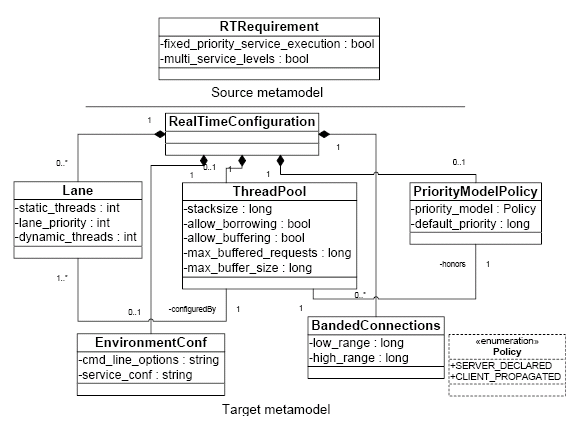 RTRequirement
-fixed_priority_service_execution : bool
-multi_service_levels : bool
Source metamodel
1
RealTimeConfiguration
1
0..*
1
0..1
1
0..1
Lane
-static_threads : int
-lane_priority : int
-dynamic_threads : int
ThreadPool
-stacksize : long
-allow_borrowing : bool
-allow_buffering : bool
-max_buffered_requests : long
-max_buffer_size : long
PriorityModelPolicy
-priority_model : Policy
-default_priority : long
1..*
-honors
1
0..1
-configuredBy
1
1
0..*
EnvironmentConf
-cmd_line_options : string
-service_conf : string
BandedConnections
-low_range : long
-high_range : long
«enumeration»
Policy
+SERVER_DECLARED
+CLIENT_PROPAGATED
Target metamodel